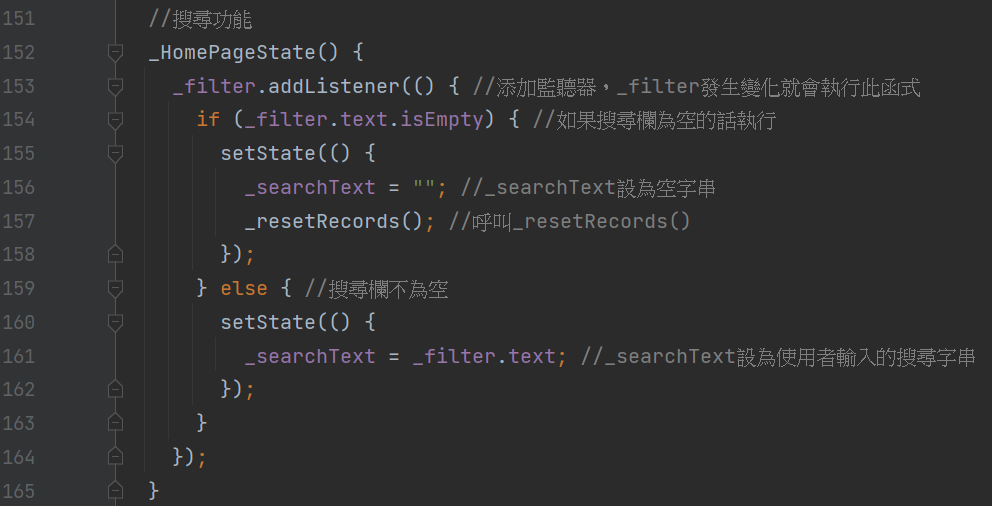 151 //搜尋功能
152 _HomePageState() {
153 _filter.addListener(() { //添加監聽器，_filter發生變化就會執行此函式
154 if (_filter.text.isEmpty) { //如果搜尋欄為空的話執行
155 setState(() {
156 _searchText = ""; //_searchText設為空字串
157 _resetRecords(); //呼叫_resetRecords()
158 });
159 } else { //搜尋欄不為空
160 setState(() {
161 _searchText = _filter.text; //_searchText設為使用者輸入的搜尋字串
162 });
163 }
164 });
165 }